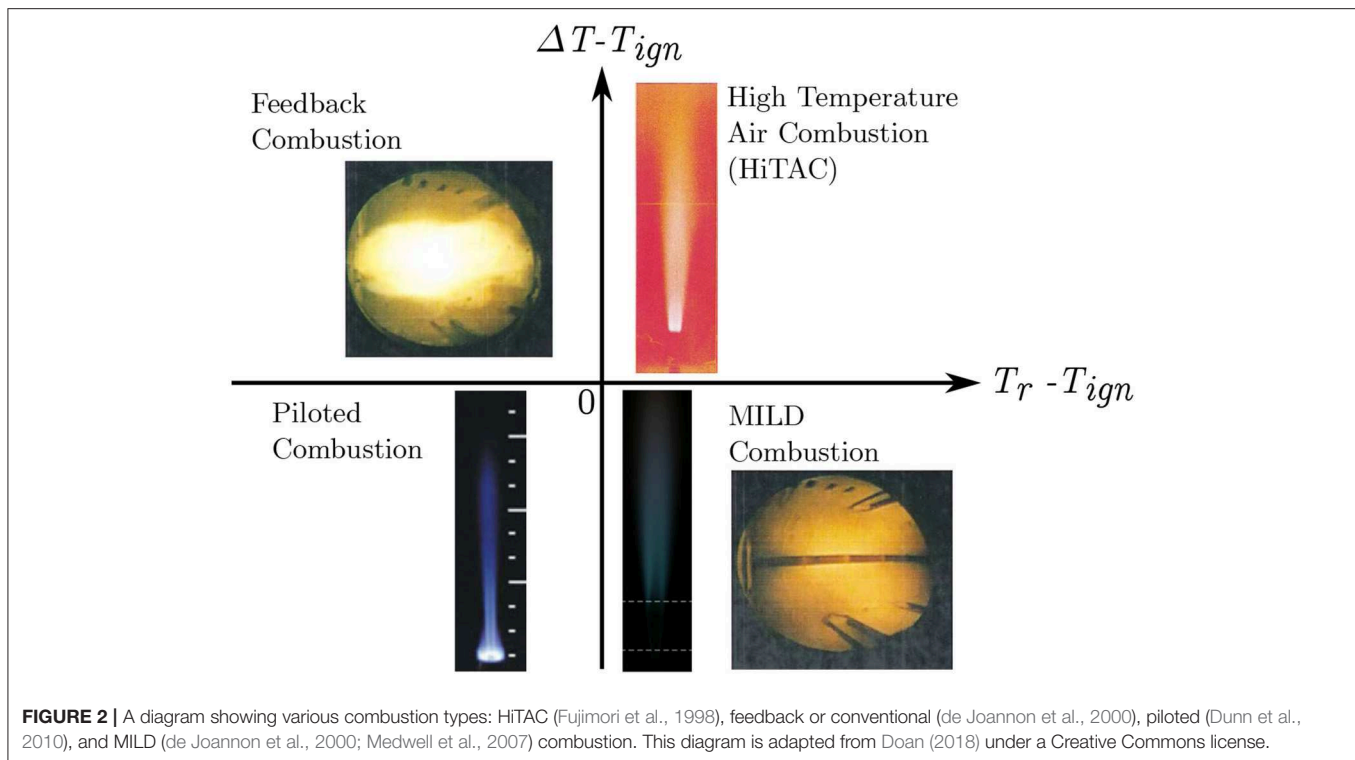 ΔT-Tign
Feedback
Combustion
High Temperature
Air Combustion
(HiTAC)
0
Tr -Tign
Piloted
Combustion
MILD
Combustion
FIGURE 2 | A diagram showing various combustion types: HiTAC (Fujimori et al., 1998), feedback or conventional (de Joannon et al., 2000), piloted (Dunn et al.,
2010), and MILD (de Joannon et al., 2000; Medwell et al., 2007) combustion. This diagram is adapted from Doan (2018) under a Creative Commons license.